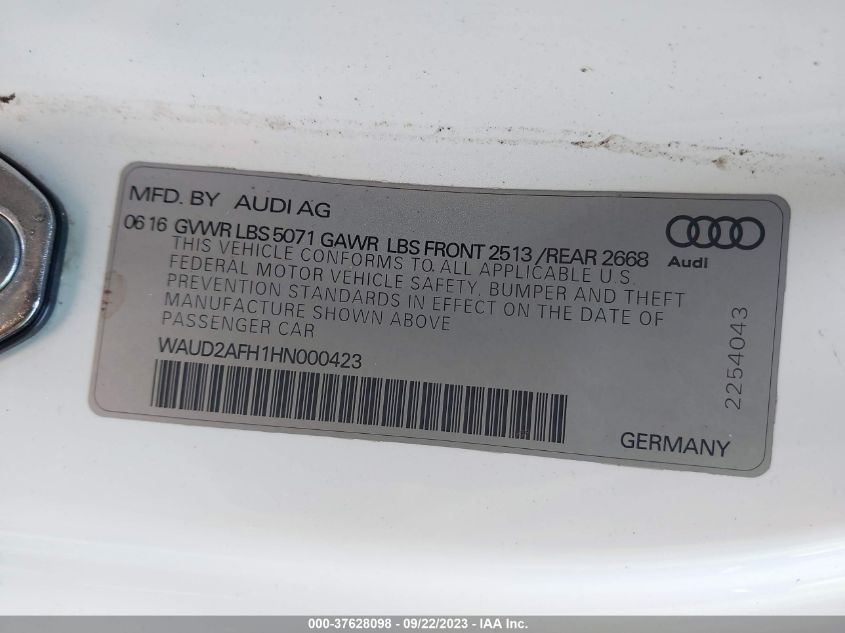 MFD. BY AUDI AG
06 16 GVWR LBS 5071 GAWR LBS FRONT 2513 /REAR 2668
THIS VEHICLE CONFORMS TO ALL APPLICABLE U.S.
FEDERAL MOTOR VEHICLE SAFETY, BUMPER AND THEFT
PREVENTION STANDARDS IN EFFECT ON THE DATE OF
MANUFACTURE SHOWN ABOVE
PASSENGER CAR
WAUD2AFH1HN000423
Audi
2254043
GERMANY
000-37628098 - 09/22/2023 - IAA Inc.